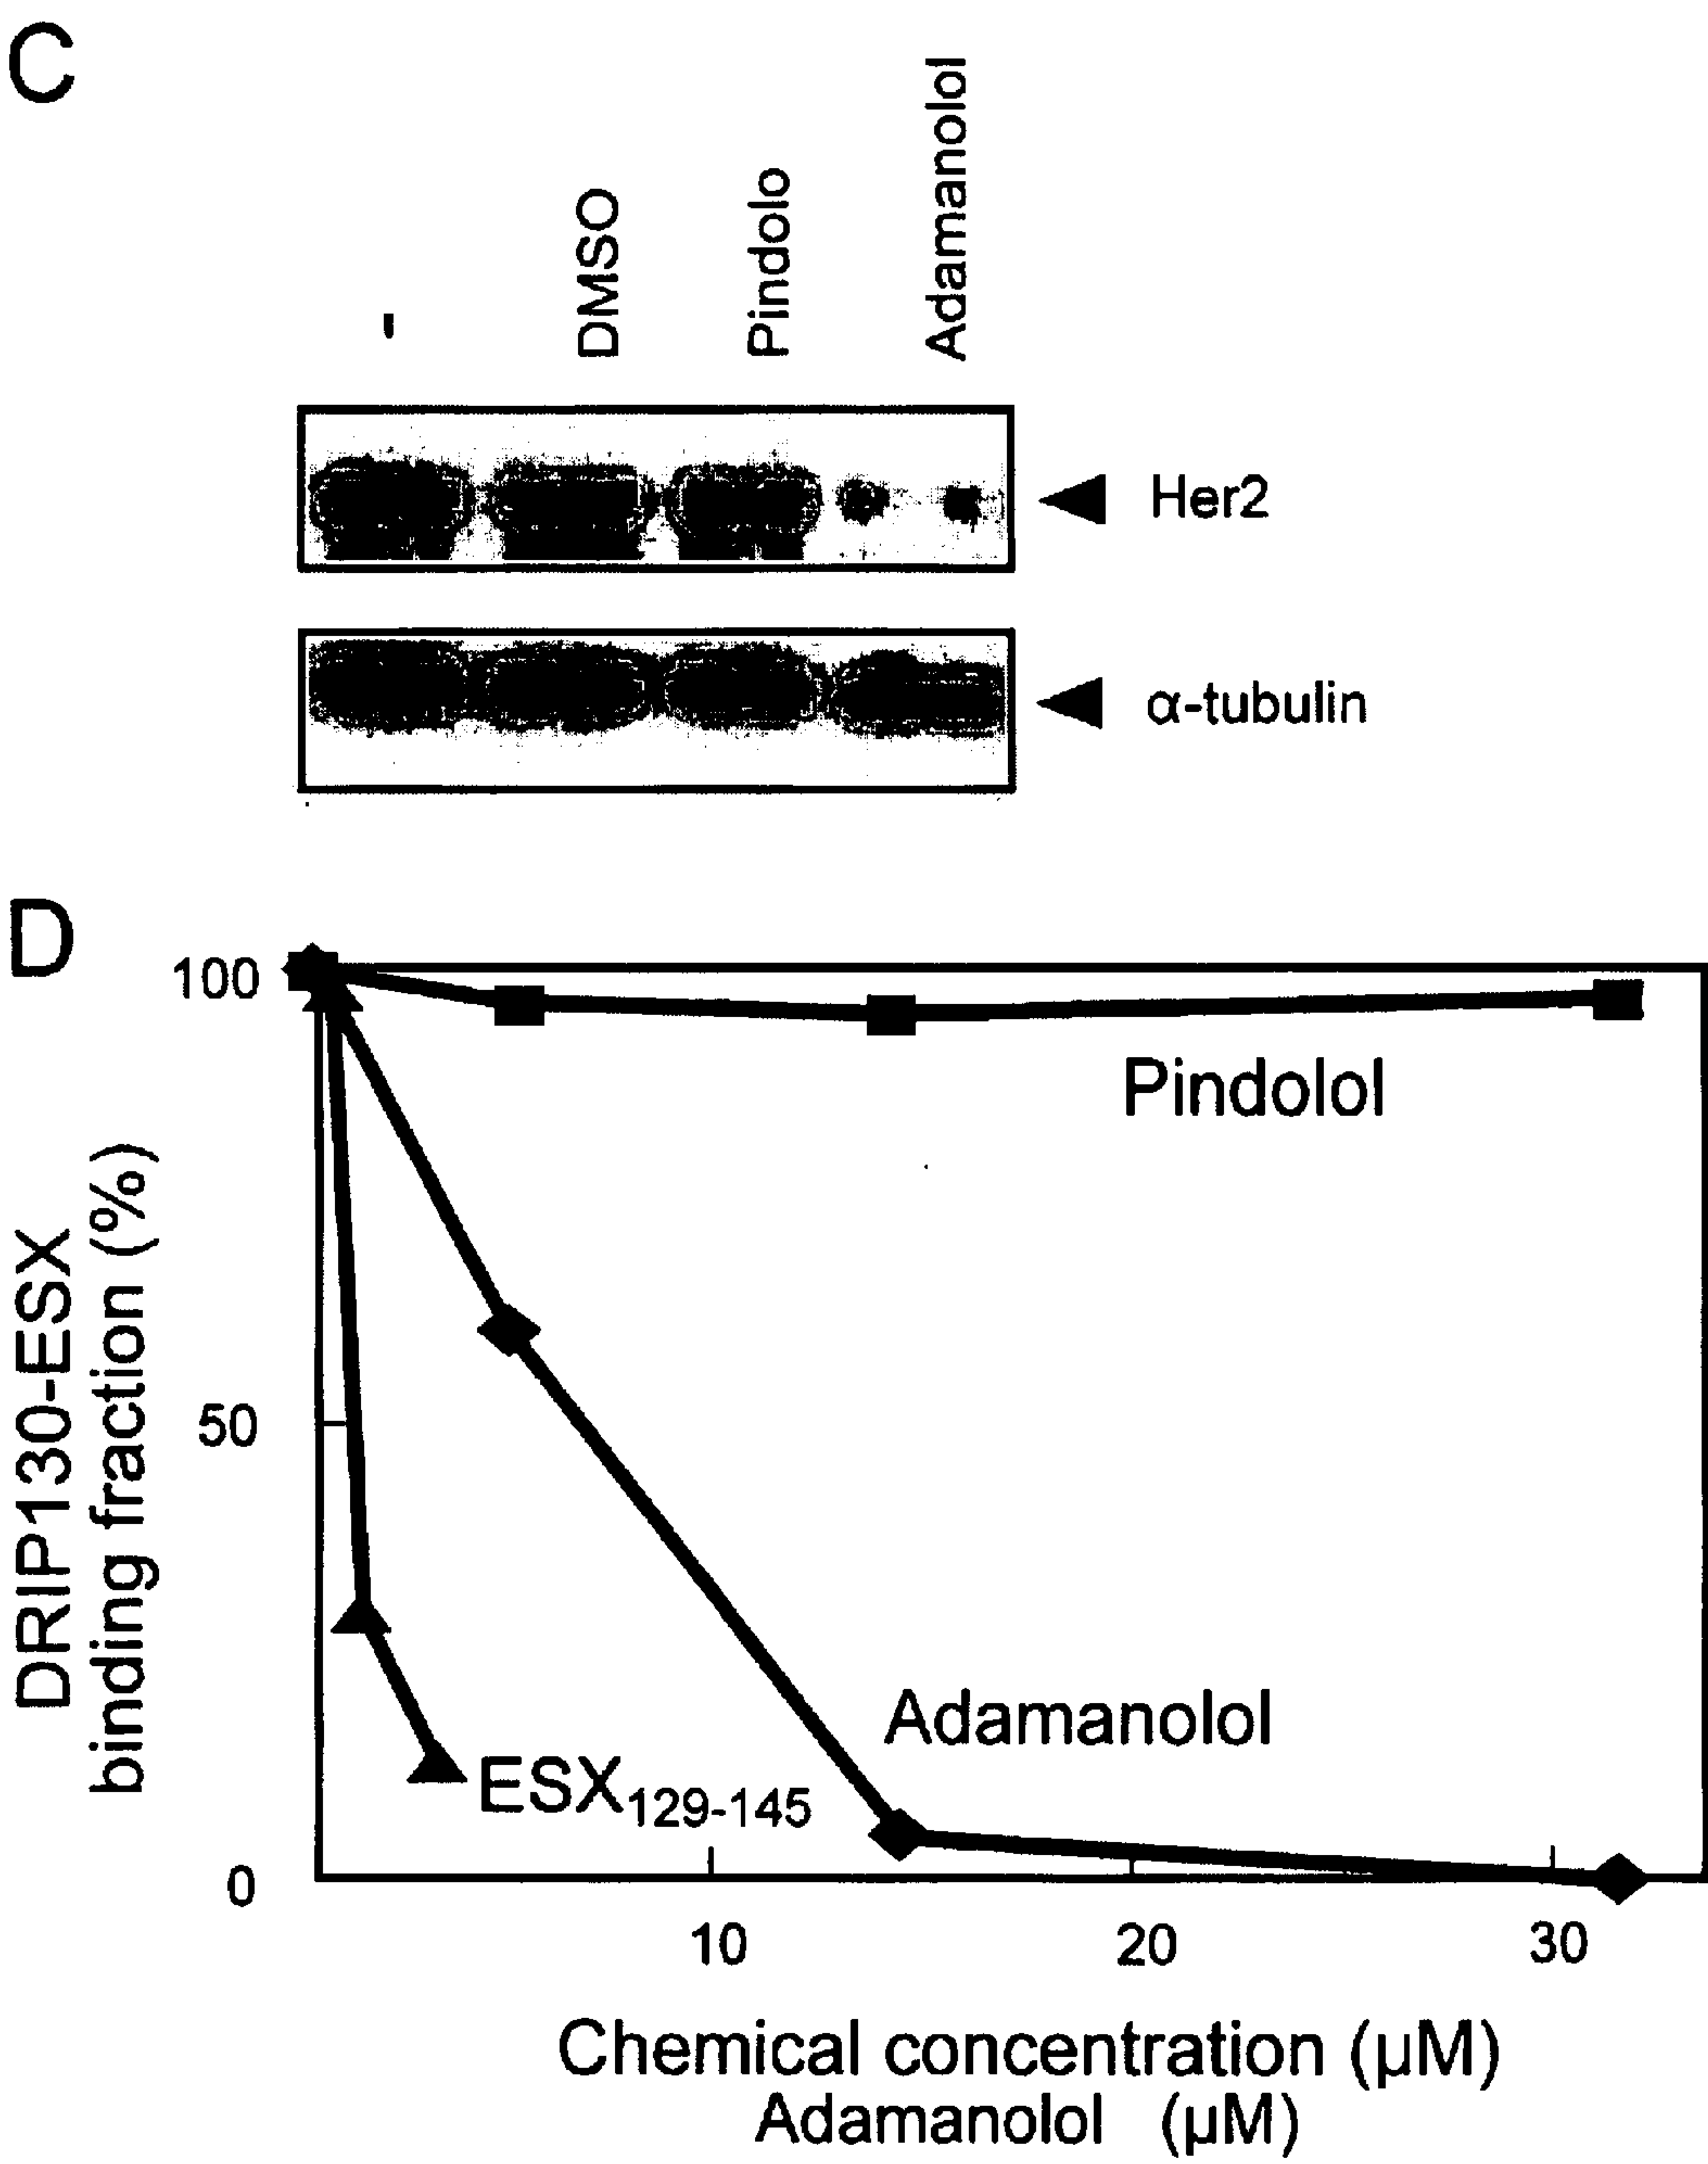 C
-
DMSO
Pindolo
Adamanolol
Her2
α-tubulin
D
100
50
0
DRIP130-ESX
binding fraction (%)
Pindolol
Adamanolol
ESX129-145
10 20 30
Chemical concentration (μM)
Adamanolol (μM)